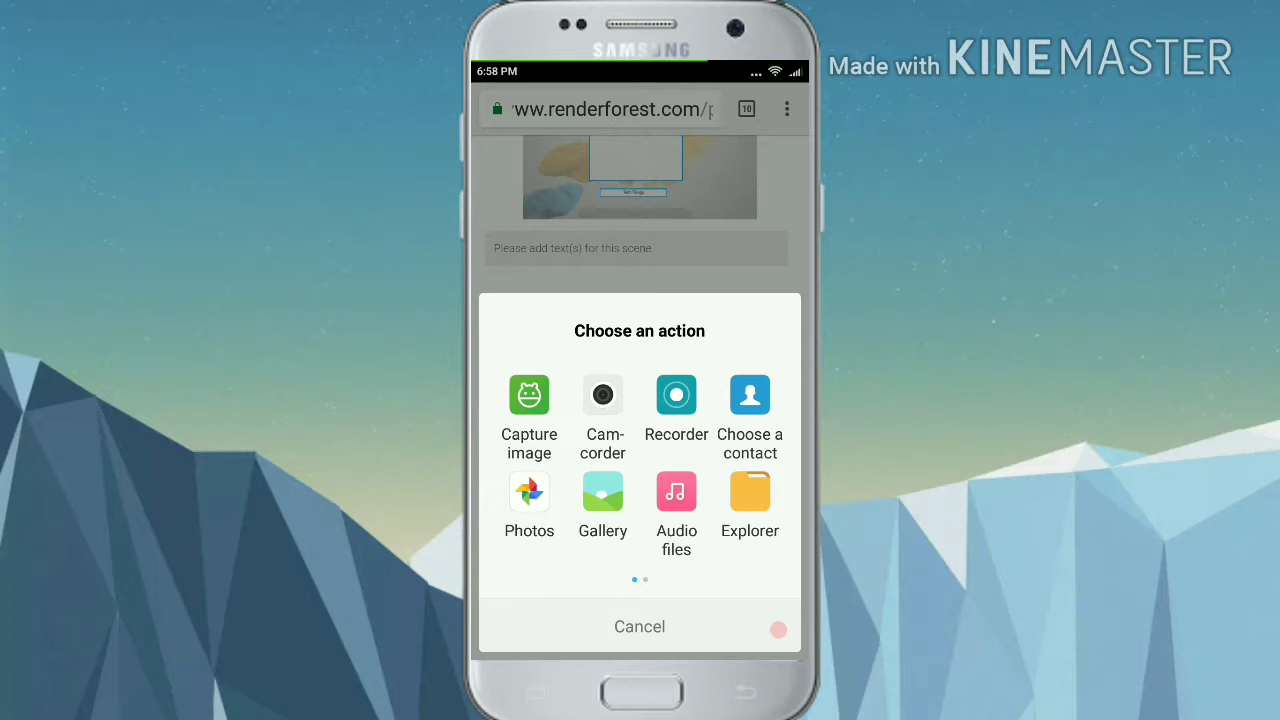 Made with KINEMASTER
SAMSUNG
6:58 PM
ww.renderforest.com/p
10
Please add text(s) for this scene
Choose an action
Capture image
Cam-
corder
Recorder
Choose a contact
Photos
Gallery
Audio files
Explorer
Cancel